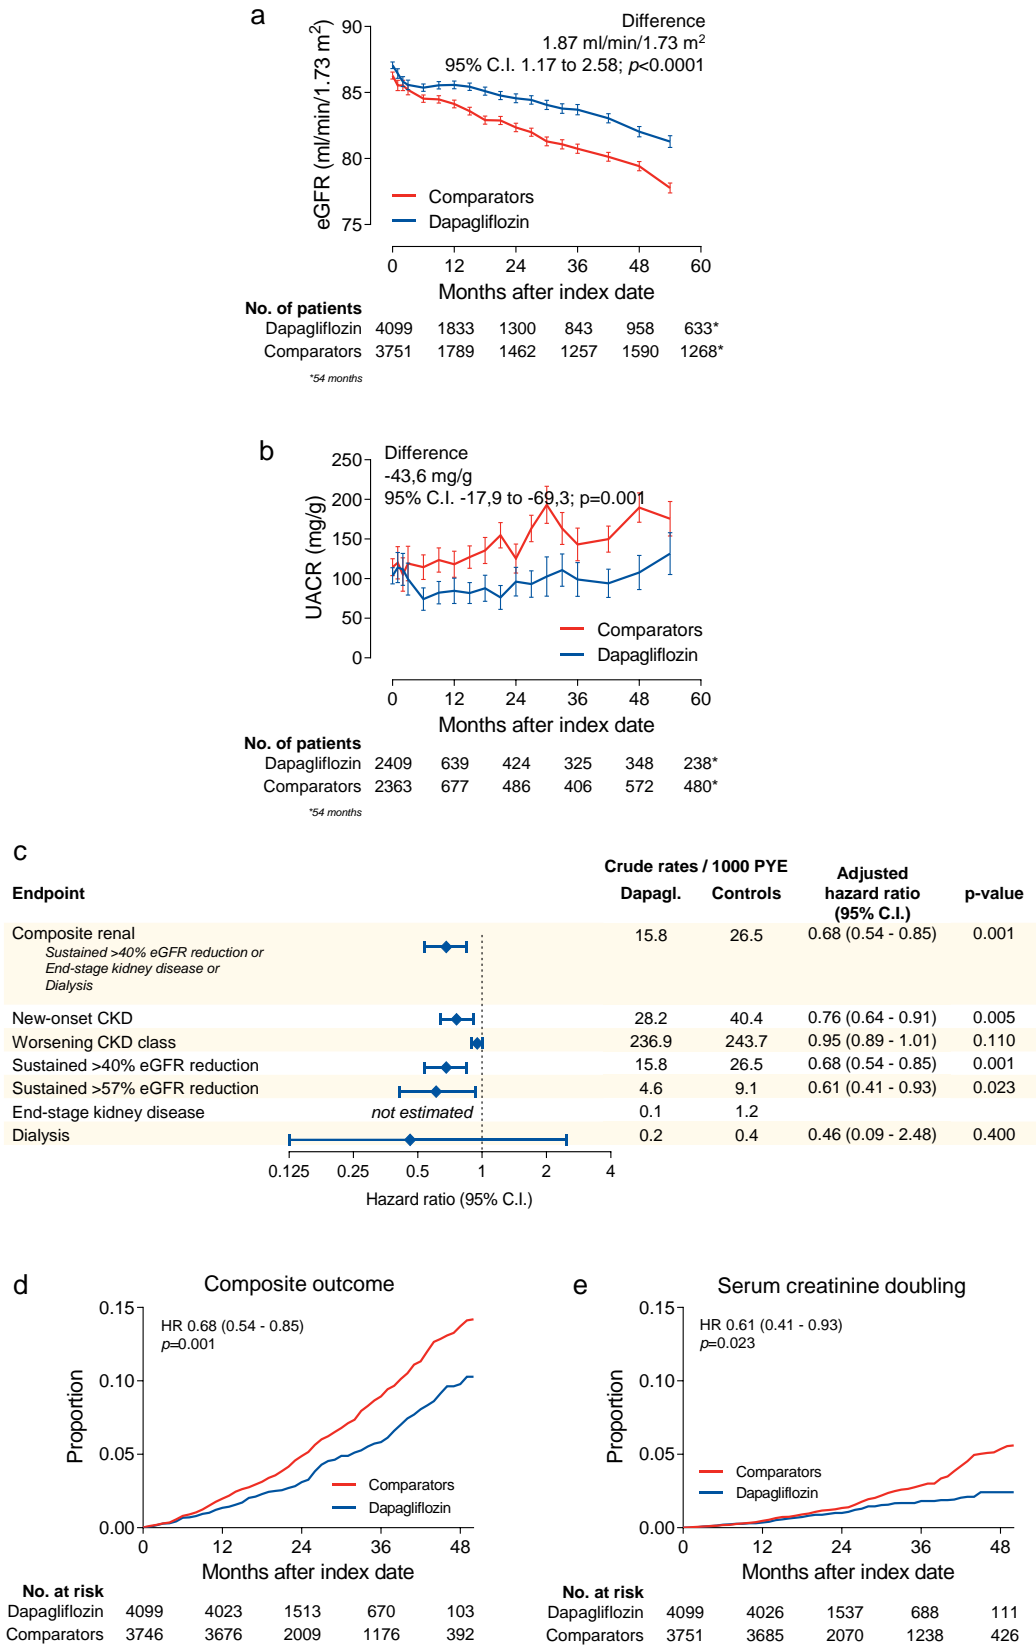 a
Difference
1.87 ml/min/1.73 m²
95% C.I. 1.17 to 2.58; p<0.0001
eGFR (ml/min/1.73 m²)
90
85
80
75
Comparators
Dapagliflozin
0 12 24 36 48 60
Months after index date
No. of patients
Dapagliflozin 4099 1833 1300 843 958 633*
Comparators 3751 1789 1462 1257 1590 1268*
*54 months
b
Difference
-43,6 mg/g
95% C.I. -17,9 to -69,3; p=0.001
UACR (mg/g)
250
200
150
100
50
0
Comparators
Dapagliflozin
0 12 24 36 48 60
Months after index date
No. of patients
Dapagliflozin 2409 639 424 325 348 238*
Comparators 2363 677 486 406 572 480*
*54 months
c
Crude rates / 1000 PYE
Endpoint Dapagl. Controls Adjusted hazard ratio (95% C.I.) p-value
Composite renal 15.8 26.5 0.68 (0.54 - 0.85) 0.001
Sustained >40% eGFR reduction or
End-stage kidney disease or
Dialysis
New-onset CKD 28.2 40.4 0.76 (0.64 - 0.91) 0.005
Worsening CKD class 236.9 243.7 0.95 (0.89 - 1.01) 0.110
Sustained >40% eGFR reduction 15.8 26.5 0.68 (0.54 - 0.85) 0.001
Sustained >57% eGFR reduction 4.6 9.1 0.61 (0.41 - 0.93) 0.023
End-stage kidney disease not estimated 0.1 1.2
Dialysis 0.2 0.4 0.46 (0.09 - 2.48) 0.400
0.125 0.25 0.5 1 2 4
Hazard ratio (95% C.I.)
d
Composite outcome
HR 0.68 (0.54 - 0.85)
p=0.001
Proportion
0.15
0.10
0.05
0.00
Comparators
Dapagliflozin
0 12 24 36 48
Months after index date
No. at risk
Dapagliflozin 4099 4023 1513 670 103
Comparators 3746 3676 2009 1176 392
e
Serum creatinine doubling
HR 0.61 (0.41 - 0.93)
p=0.023
Proportion
0.15
0.10
0.05
0.00
Comparators
Dapagliflozin
0 12 24 36 48
Months after index date
No. at risk
Dapagliflozin 4099 4026 1537 688 111
Comparators 3751 3685 2070 1238 426